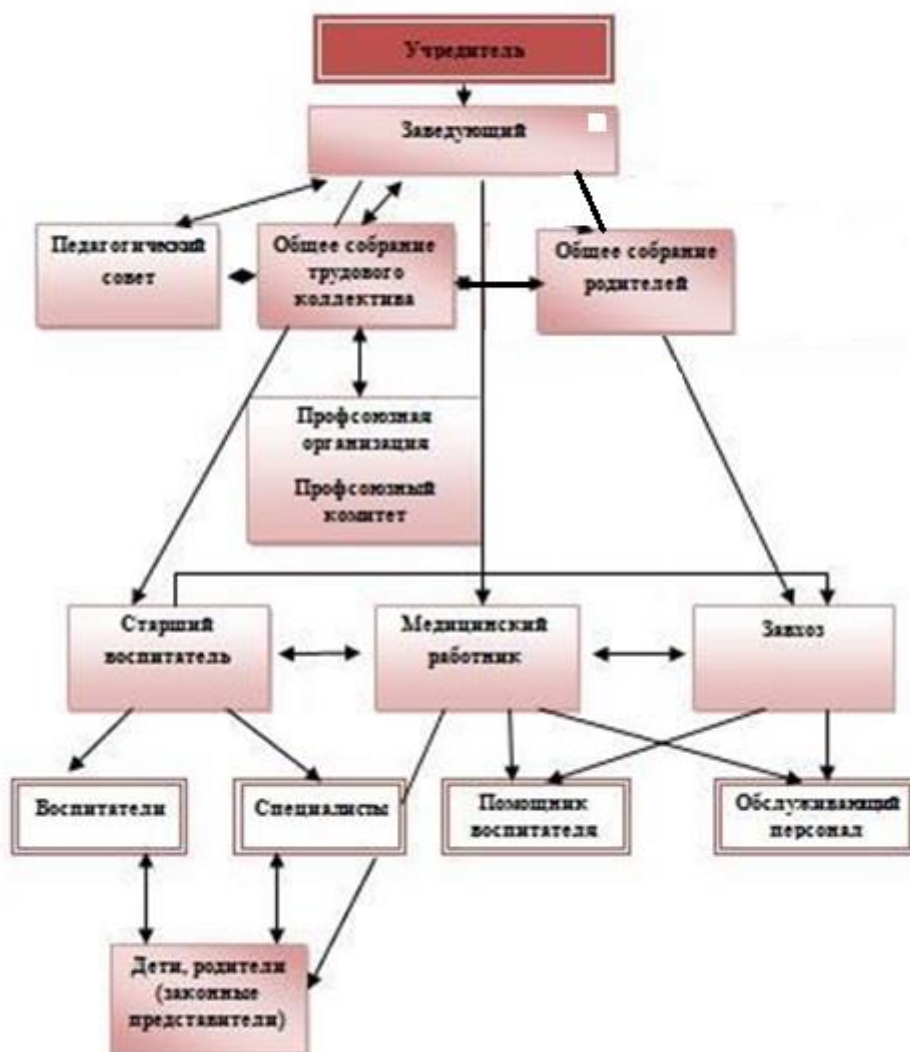 Учредитель
Заведующий
Педагогический
совет
Общее собрание
трудового
коллектива
Общее собрание
родителей
Профсоюзная
организация
Профсоюзный
комитет
Старший
воспитатель
Медицинский
работник
Завхоз
Воспитатели
Специалисты
Помощник
воспитателя
Обслуживающий
персонал
Дети, родители
(законные
представители)